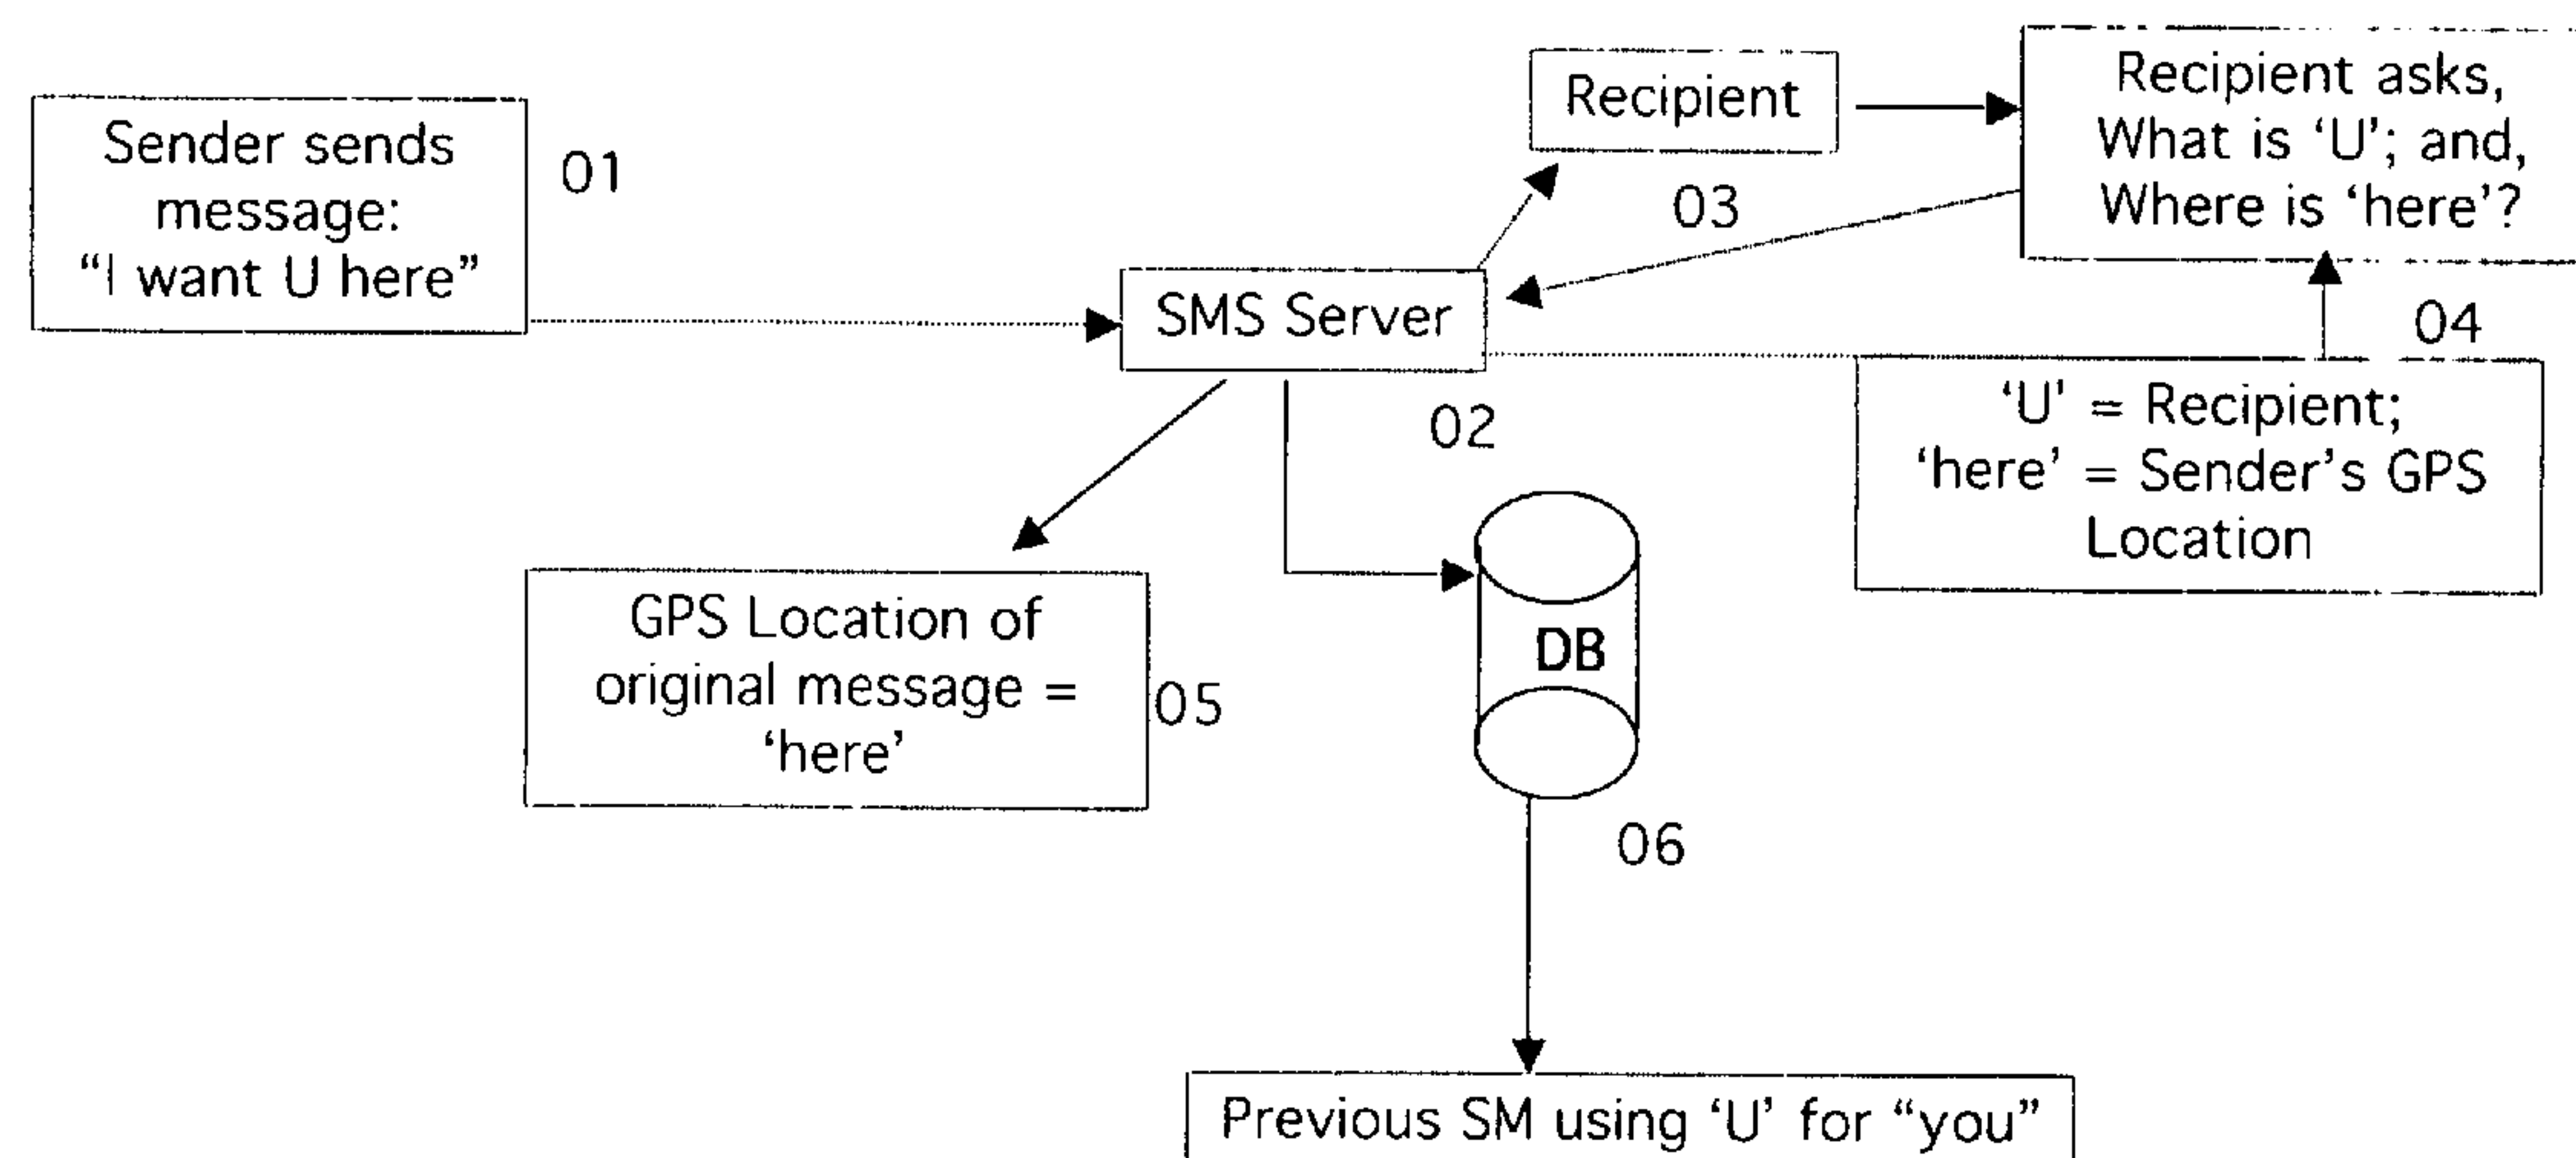 Sender sends
message:
“I want U here”
01
Recipient
Recipient asks,
What is ‘U’; and,
Where is ‘here’?
03
SMS Server
02
04
‘U’ = Recipient;
‘here’ = Sender’s GPS
Location
GPS Location of
original message =
‘here’
05
DB
06
Previous SM using ‘U’ for “you”